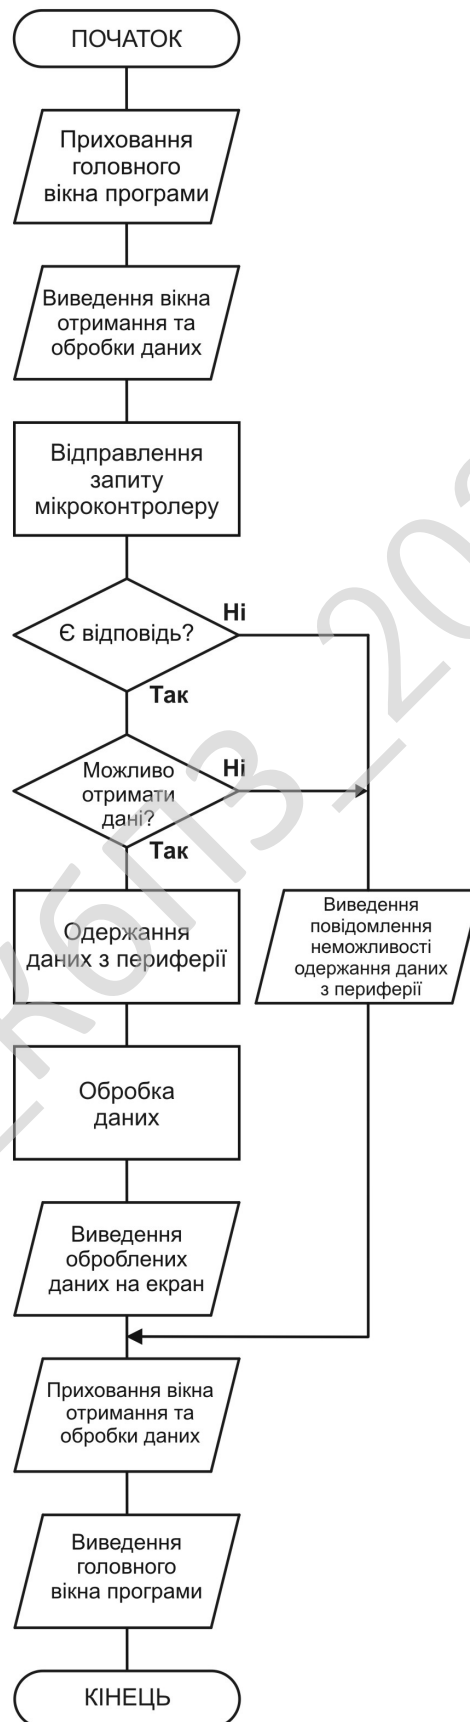 ПОЧАТОК
Приховання
головного
вікна програми
Виведення вікна
отримання та
обробки даних
Відправлення
запиту
мікроконтролеру
Є відповідь?
Ні
Так
Можливо
отримати
дані?
Ні
Так
Одержання
даних з периферії
Виведення
повідомлення
неможливості
одержання даних
з периферії
Обробка
даних
Виведення
оброблених
даних на екран
Приховання вікна
отримання та
обробки даних
Виведення
головного
вікна програми
КІНЕЦЬ